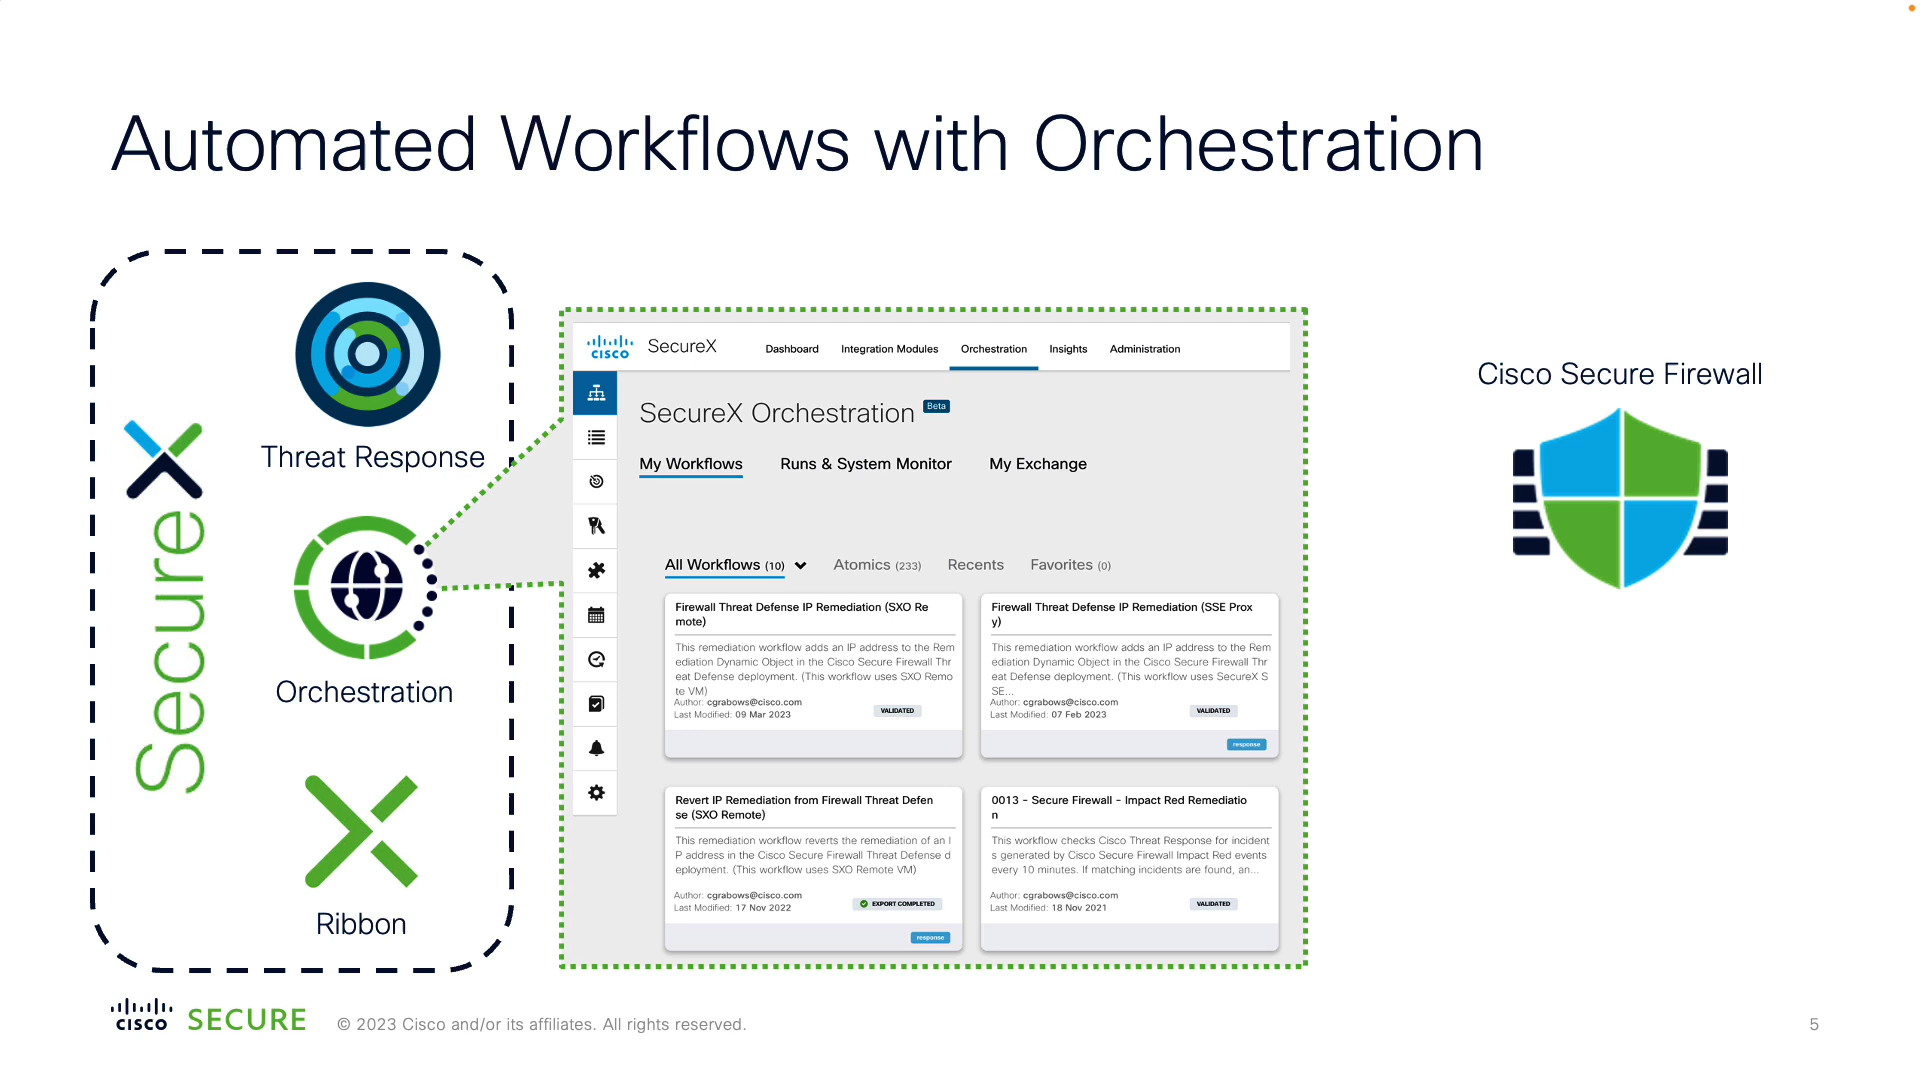 Automated Workflows with Orchestration
SecureX
Threat Response
Orchestration
Ribbon
CISCO
SecureX
Dashboard
Integration Modules
Orchestration
Insights
Administration
SecureX Orchestration
Beta
My Workflows
Runs & System Monitor
My Exchange
All Workflows (10)
Atomics (233)
Recents
Favorites (0)
Firewall Threat Defense IP Remediation (SXO Re
mote)
This remediation workflow adds an IP address to the Rem
ediation Dynamic Object in the Cisco Secure Firewall Thr
eat Defense deployment. (This workflow uses SXO Remo
te VM)
Author: cgrabows@cisco.com
Last Modified: 09 Mar 2023
VALIDATED
Firewall Threat Defense IP Remediation (SSE Prox
y)
This remediation workflow adds an IP address to the Rem
ediation Dynamic Object in the Cisco Secure Firewall Thr
eat Defense deployment. (This workflow uses SecureX S
SE...
Author: cgrabows@cisco.com
Last Modified: 07 Feb 2023
VALIDATED
response
Revert IP Remediation from Firewall Threat Defen
se (SXO Remote)
This remediation workflow reverts the remediation of an I
P address in the Cisco Secure Firewall Threat Defense d
eployment. (This workflow uses SXO Remote VM)
Author: cgrabows@cisco.com
Last Modified: 17 Nov 2022
EXPORT COMPLETED
response
0013 - Secure Firewall - Impact Red Remediatio
n
This workflow checks Cisco Threat Response for incident
s generated by Cisco Secure Firewall Impact Red events
every 10 minutes. If matching incidents are found, an...
Author: cgrabows@cisco.com
Last Modified: 18 Nov 2021
VALIDATED
Cisco Secure Firewall
CISCO SECURE
© 2023 Cisco and/or its affiliates. All rights reserved.
5